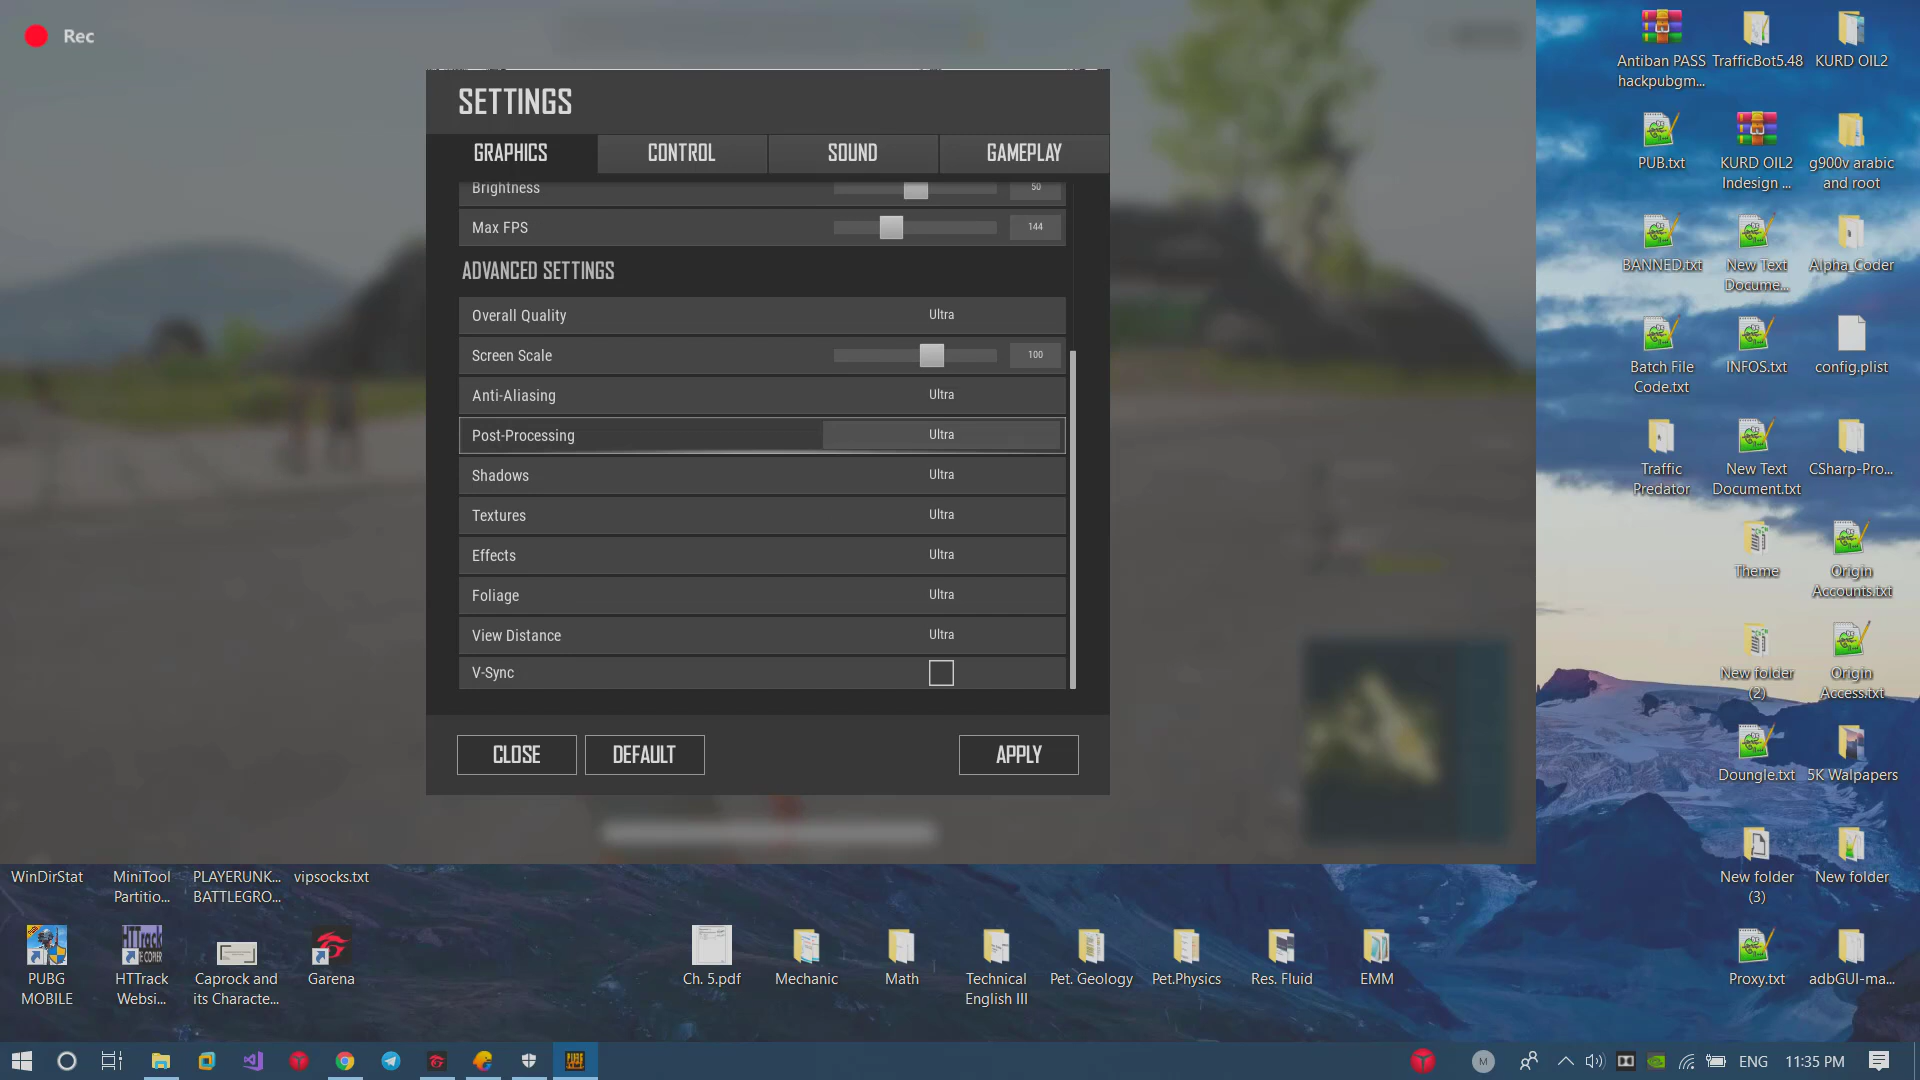 Rec
SETTINGS
GRAPHICS
CONTROL
SOUND
GAMEPLAY
Brightness
50
Max FPS
144
ADVANCED SETTINGS
Overall Quality
Ultra
Screen Scale
100
Anti-Aliasing
Ultra
Post-Processing
Ultra
Shadows
Ultra
Textures
Ultra
Effects
Ultra
Foliage
Ultra
View Distance
Ultra
V-Sync
CLOSE
DEFAULT
APPLY
Antiban PASS
hackpubgm...
TrafficBot5.48
KURD OIL2
PUB.txt
KURD OIL2
Indesign ...
g900v arabic
and root
BANNED.txt
New Text
Docume...
Alpha_Coder
Batch File
Code.txt
INFOS.txt
config.plist
Traffic
Predator
New Text
Document.txt
CSharp-Pro...
Theme
Origin
Accounts.txt
New folder
(2)
Origin
Access.txt
Doungle.txt
5K Walpapers
New folder
(3)
New folder
Proxy.txt
adbGUI-ma...
WinDirStat
MiniTool
Partitio...
PLAYERUNK...
BATTLEGRO...
vipsocks.txt
PUBG
MOBILE
HTTrack
Websi...
Caprock and
its Characte...
Garena
Ch. 5.pdf
Mechanic
Math
Technical
English III
Pet. Geology
Pet.Physics
Res. Fluid
EMM
M
ENG
11:35 PM